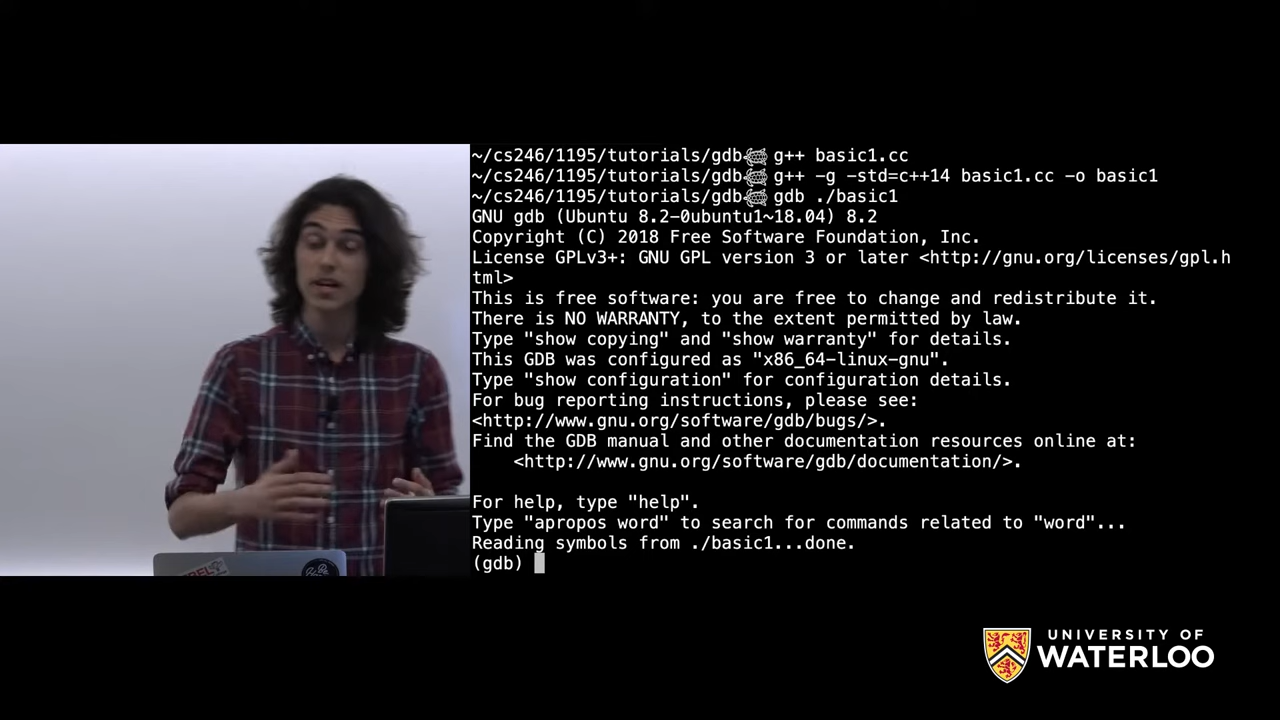 ~/cs246/1195/tutorials/gdb🐢 g++ basic1.cc
~/cs246/1195/tutorials/gdb🐢 g++ -g -std=c++14 basic1.cc -o basic1
~/cs246/1195/tutorials/gdb🐢 gdb ./basic1
GNU gdb (Ubuntu 8.2-0ubuntu1~18.04) 8.2
Copyright (C) 2018 Free Software Foundation, Inc.
License GPLv3+: GNU GPL version 3 or later <http://gnu.org/licenses/gpl.h
tml>
This is free software: you are free to change and redistribute it.
There is NO WARRANTY, to the extent permitted by law.
Type "show copying" and "show warranty" for details.
This GDB was configured as "x86_64-linux-gnu".
Type "show configuration" for configuration details.
For bug reporting instructions, please see:
<http://www.gnu.org/software/gdb/bugs/>.
Find the GDB manual and other documentation resources online at:
    <http://www.gnu.org/software/gdb/documentation/>.
For help, type "help".
Type "apropos word" to search for commands related to "word"...
Reading symbols from ./basic1...done.
(gdb)
UNIVERSITY OF
WATERLOO